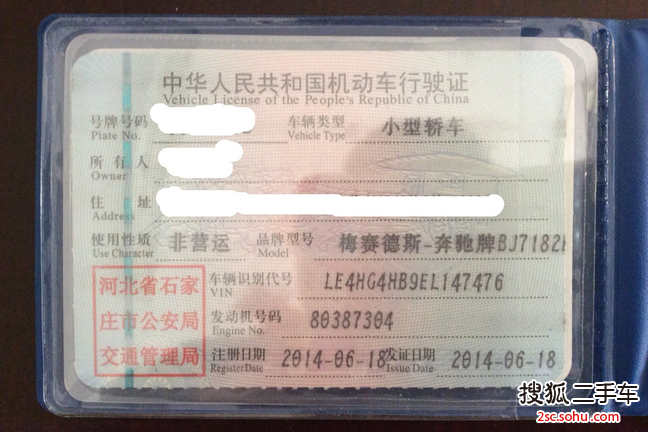 中华人民共和国机动车行驶证
Vehicle License of the People's Republic of China
号牌号码 车辆类型 小型轿车
Plate No. Vehicle Type
所有人
Owner
住 址
Address
使用性质 非营运 品牌型号 梅赛德斯-奔驰牌BJ7182
Use Character Model
河北省石家
庄市公安局
交通管理局
车辆识别代号 LE4HG4HB9EL147476
VIN
发动机号码 80387304
Engine No.
注册日期 2014-06-18 发证日期 2014-06-18
Register Date Issue Date
搜狐二手车
2sc.sohu.com